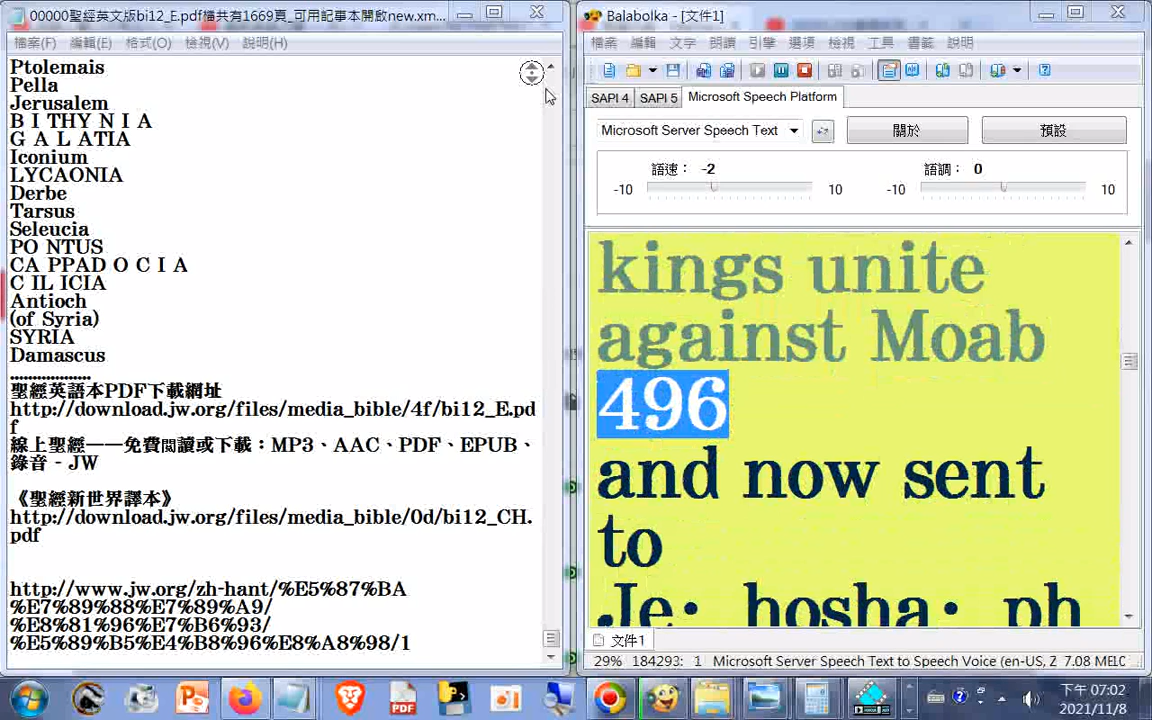 00000聖經英文版bi12_E.pdf檔共有1669頁_可用記事本開啟new.xm...
檔案(F) 編輯(E) 格式(O) 檢視(V) 說明(H)
Ptolemais
Pella
Jerusalem
B I THY N I A
G A L ATIA
Iconium
LYCAONIA
Derbe
Tarsus
Seleucia
PO NTUS
CA PPAD O C I A
C IL ICIA
Antioch
(of Syria)
SYRIA
Damascus
..................
聖經英語本PDF下載網址
http://download.jw.org/files/media_bible/4f/bi12_E.pd
f
線上聖經——免費閱讀或下載：MP3、AAC、PDF、EPUB、
錄音 - JW
《聖經新世界譯本》
http://download.jw.org/files/media_bible/0d/bi12_CH.
pdf
http://www.jw.org/zh-hant/%E5%87%BA
%E7%89%88%E7%89%A9/
%E8%81%96%E7%B6%93/
%E5%89%B5%E4%B8%96%E8%A8%98/1
Balabolka - [文件1]
檔案 編輯 文字 朗讀 引擎 選項 檢視 工具 書籤 說明
SAPI 4 SAPI 5 Microsoft Speech Platform
Microsoft Server Speech Text 關於 預設
語速： -2 語調： 0
-10 10 -10 10
kings unite
against Moab
496
and now sent
to
Je· hosha· ph
文件1
29% 184293: 1 Microsoft Server Speech Text to Speech Voice (en-US, Z 7.08 MELO
PDF
下午 07:02
2021/11/8